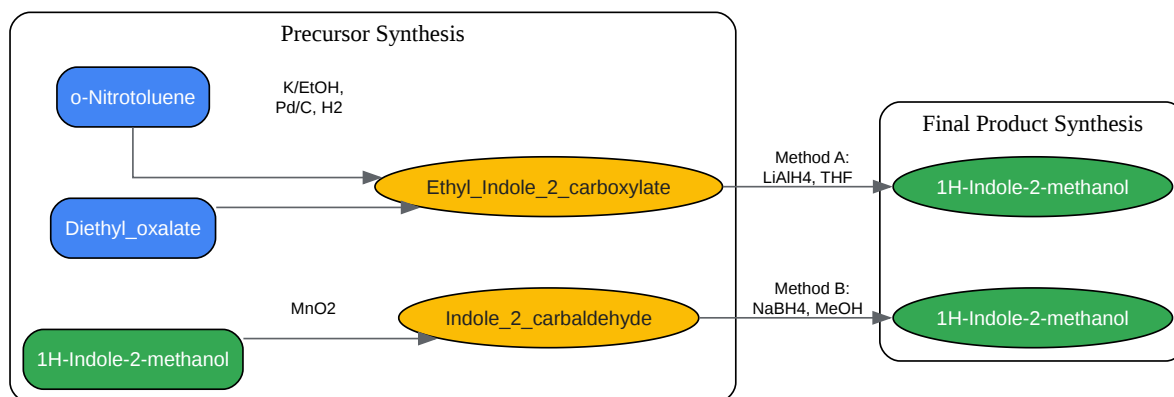 Precursor Synthesis
o-Nitrotoluene
K/EtOH,
Pd/C, H2
Diethyl_oxalate
Ethyl_Indole_2_carboxylate
MnO2
1H-Indole-2-methanol
Indole_2_carbaldehyde
Method A:
LiAlH4, THF
Method B:
NaBH4, MeOH
Final Product Synthesis
1H-Indole-2-methanol
1H-Indole-2-methanol